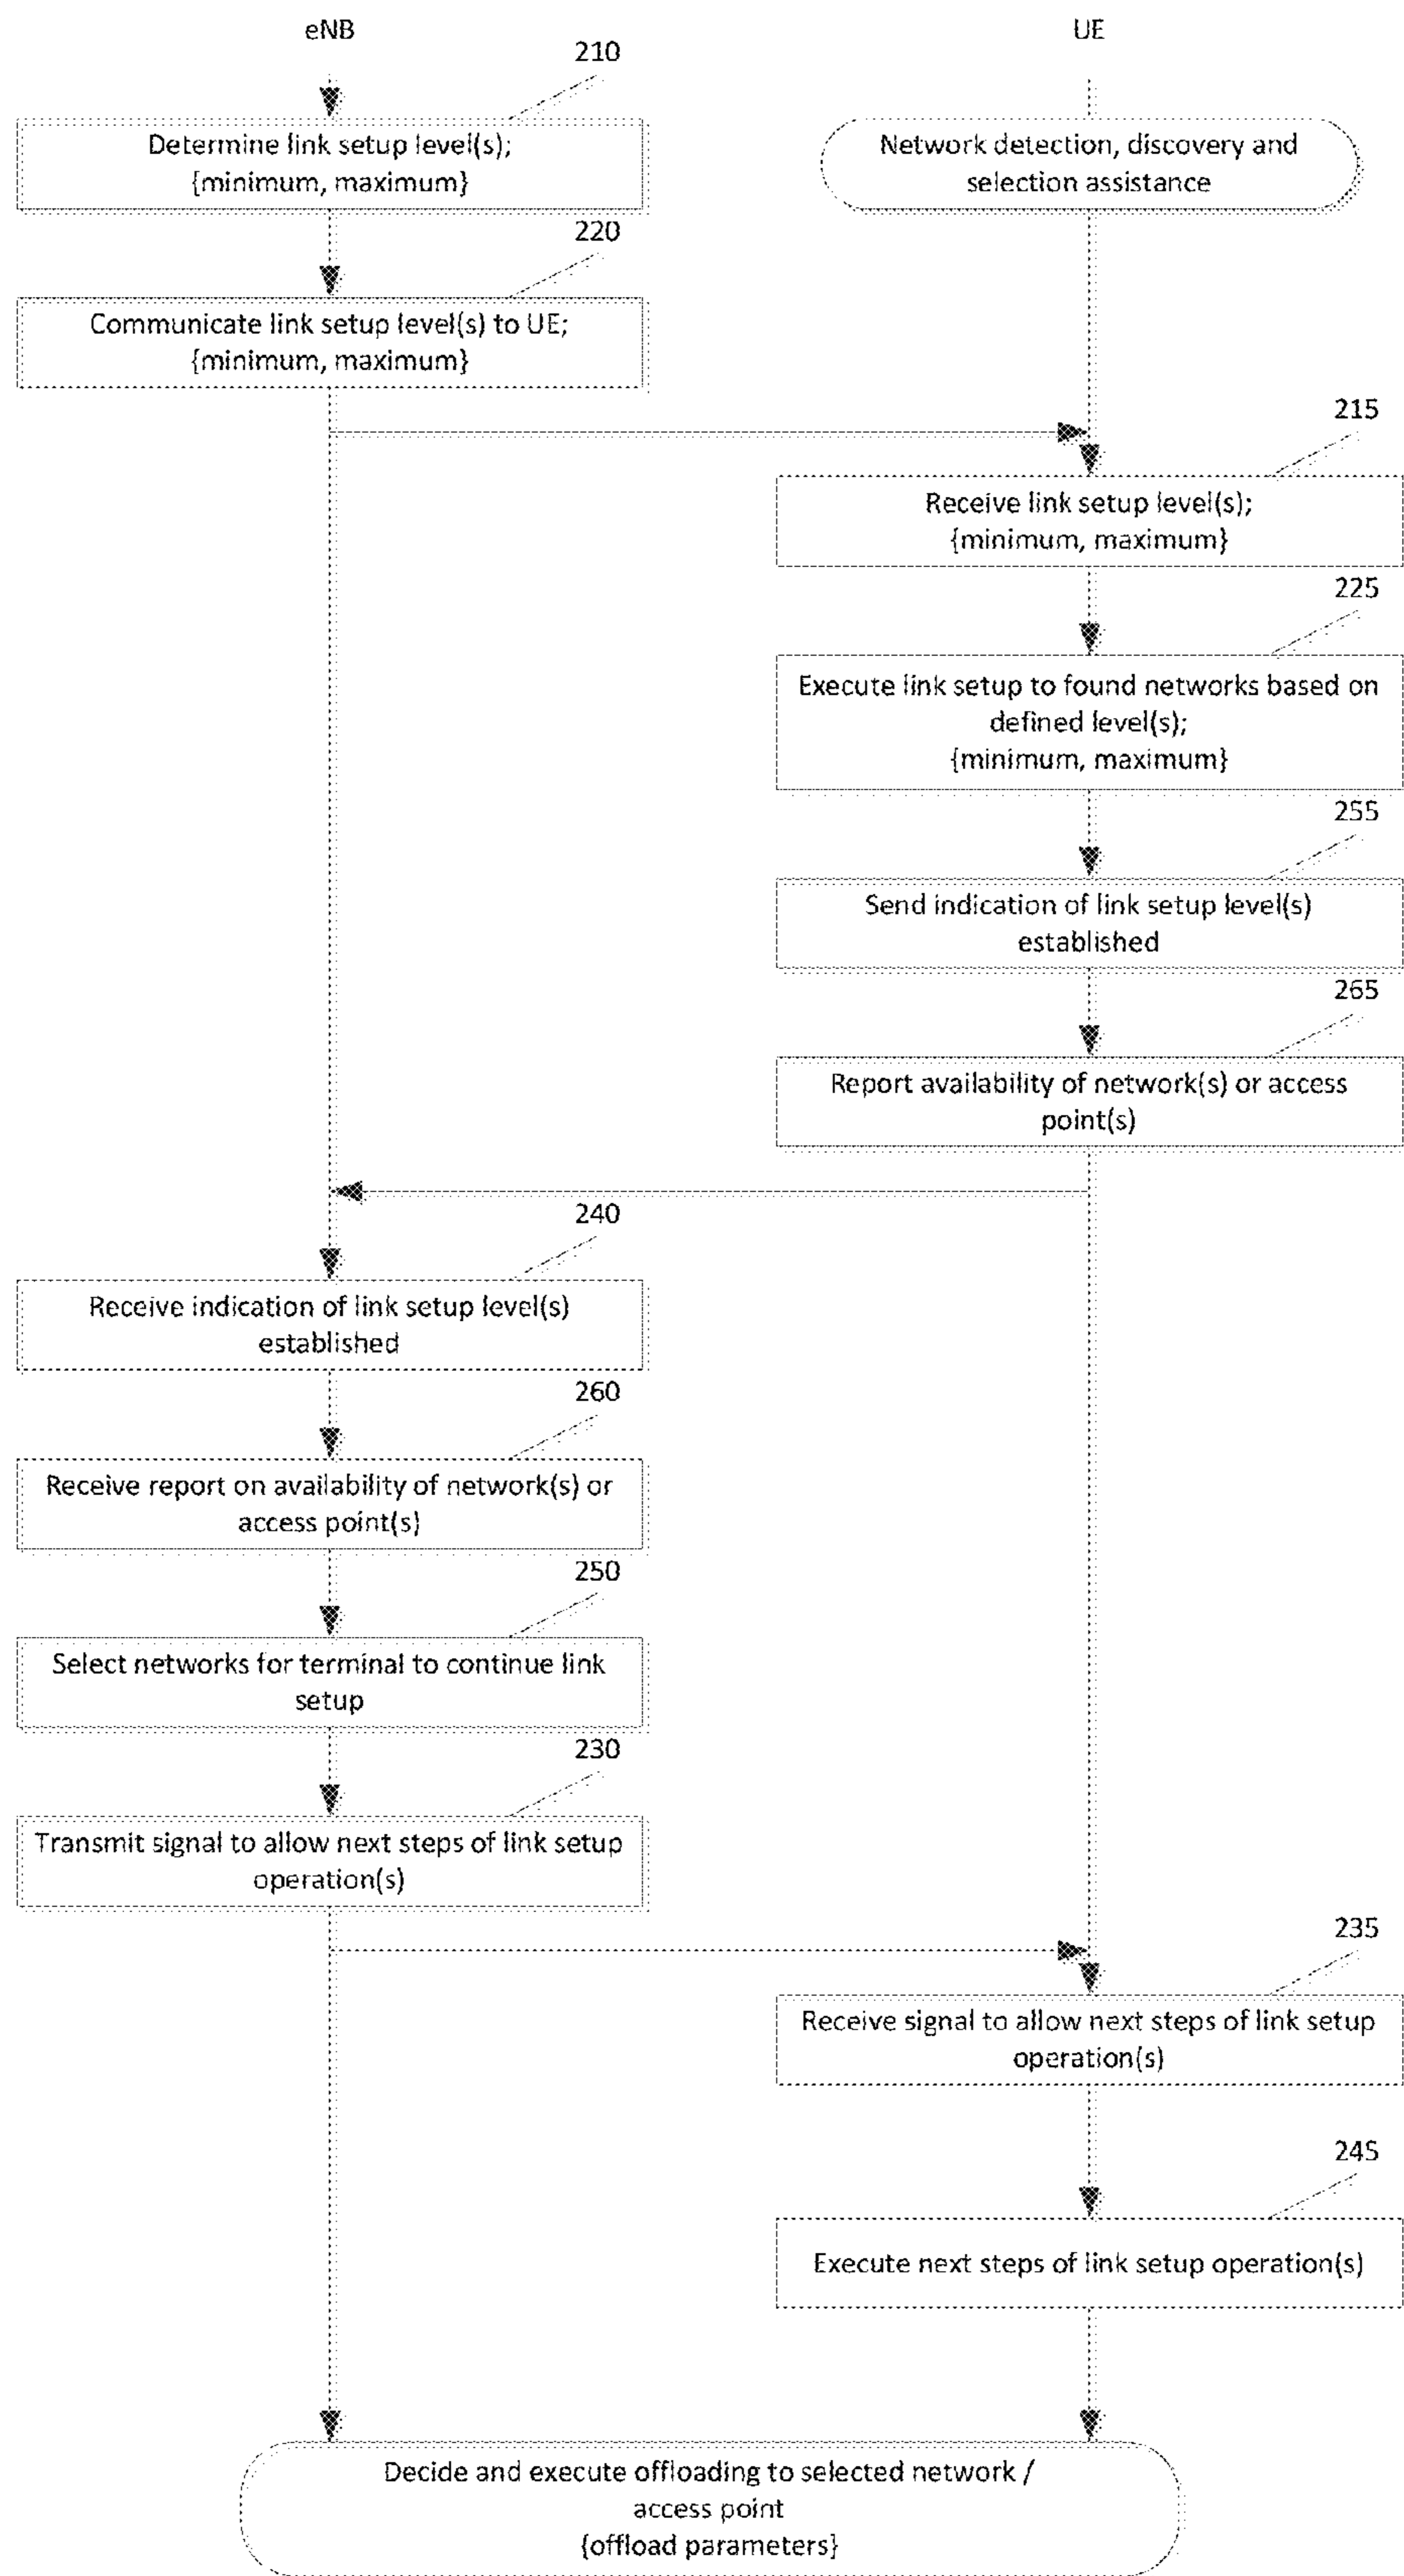 eNB
UE
210
Determine link setup level(s);
{minimum, maximum}
Network detection, discovery and
selection assistance
220
Communicate link setup level(s) to UE;
{minimum, maximum}
215
Receive link setup level(s);
{minimum, maximum}
225
Execute link setup to found networks based on
defined level(s);
{minimum, maximum}
255
Send indication of link setup level(s)
established
265
Report availability of network(s) or access
point(s)
240
Receive indication of link setup level(s)
established
260
Receive report on availability of network(s) or
access point(s)
250
Select networks for terminal to continue link
setup
230
Transmit signal to allow next steps of link setup
operation(s)
235
Receive signal to allow next steps of link setup
operation(s)
245
Execute next steps of link setup operation(s)
Decide and execute offloading to selected network /
access point
{offload parameters}